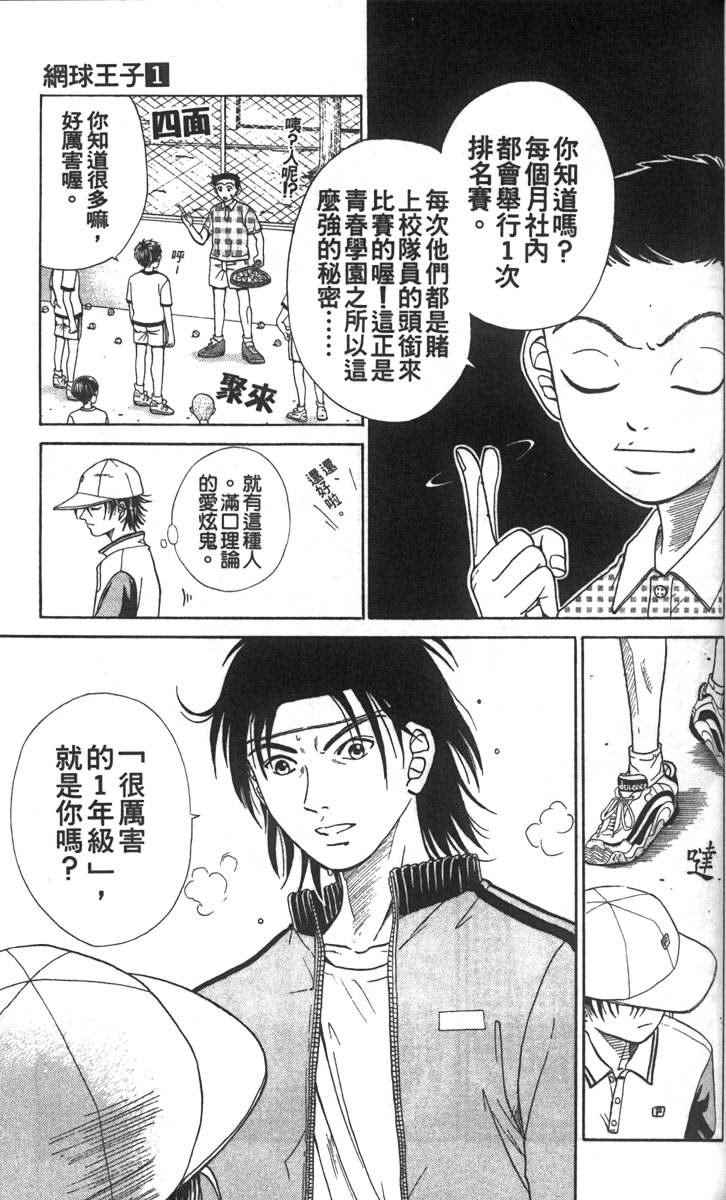 網球王子1
你知道嗎？
每個月社內
都會舉行1次
排名賽。
每次他們都是賭
上校隊員的頭銜來
比賽的喔！這正是
青春學園之所以這
麼強的秘密……
咦？人呢!?
四面
你知道很多嘛，
好厲害喔。
呼
聚來
還、
還好啦。
就有這種人
。滿口理論
的愛炫鬼。
噠
「很厲害
的1年級」，
就是你嗎？